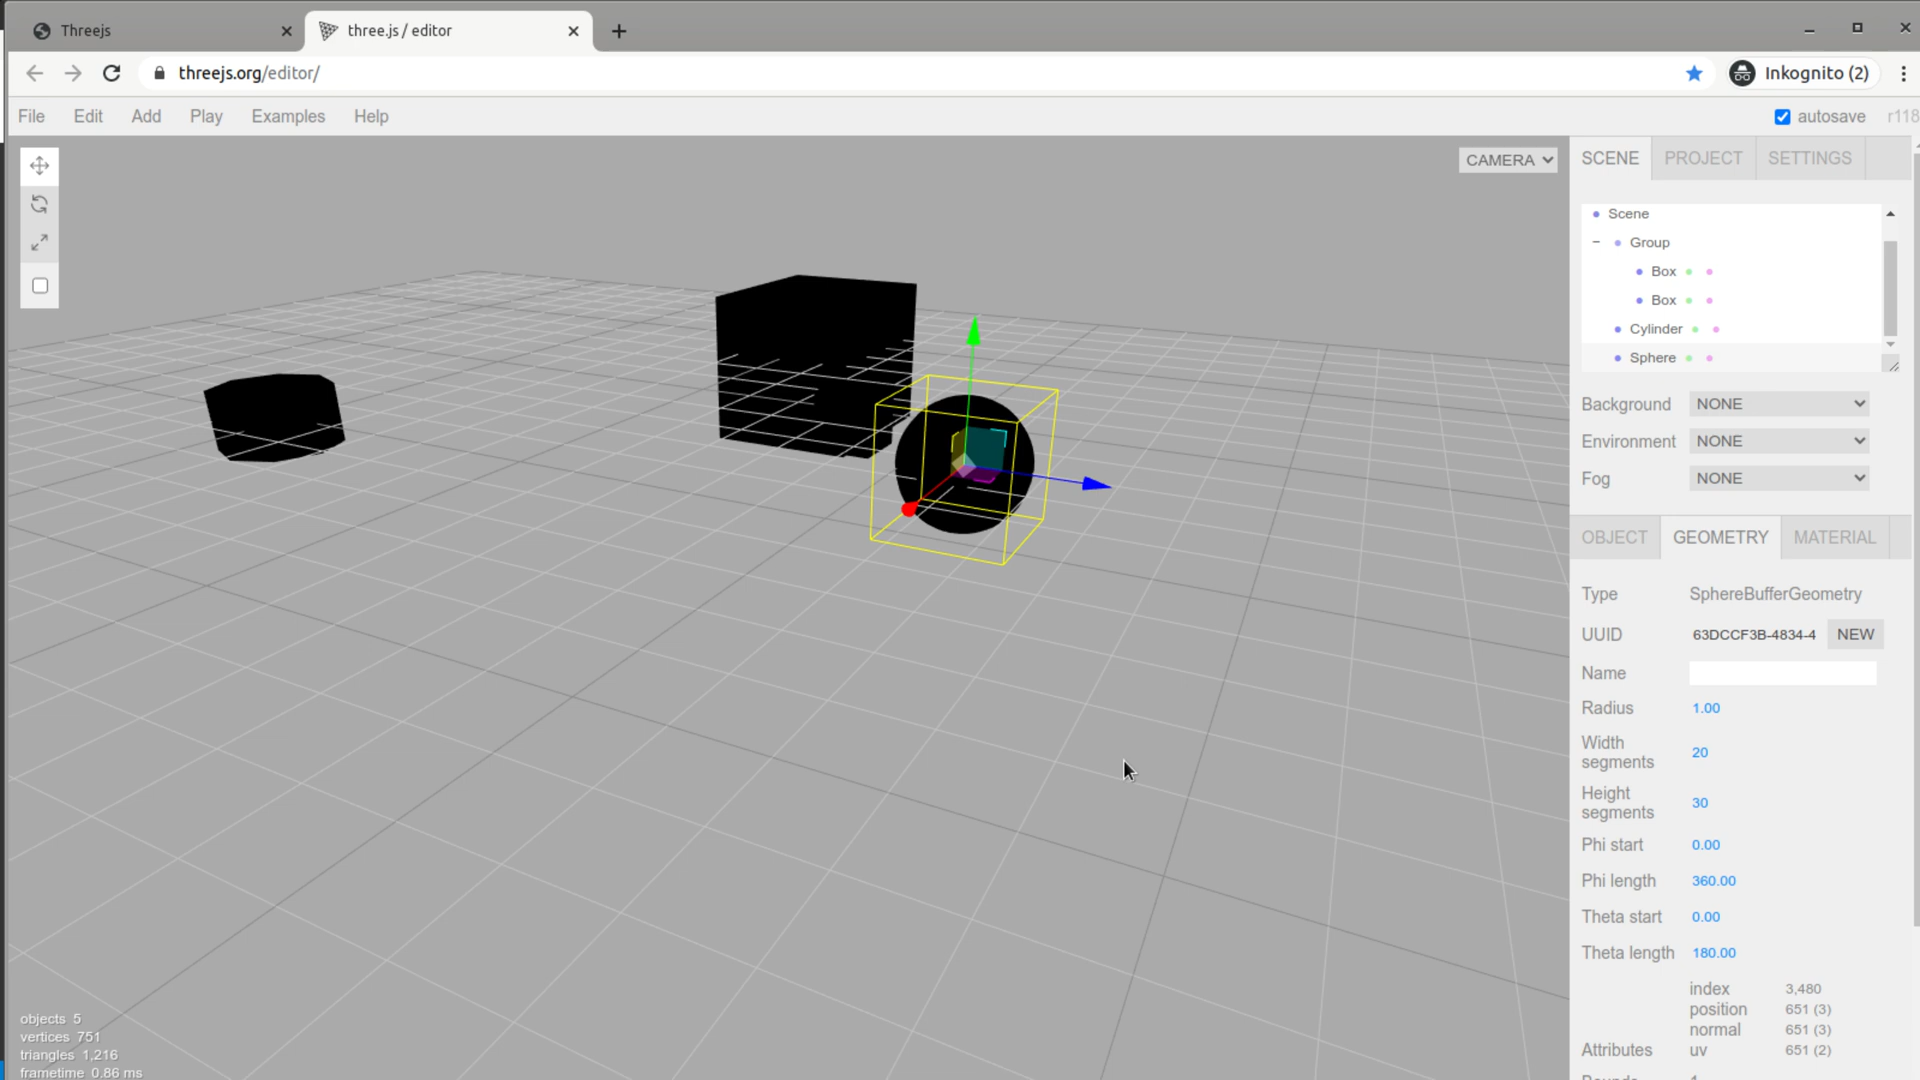 Threejs
three.js / editor
threejs.org/editor/
Inkognito (2)
File Edit Add Play Examples Help
autosave r118
CAMERA
SCENE PROJECT SETTINGS
Scene
Group
Box
Box
Cylinder
Sphere
Background NONE
Environment NONE
Fog NONE
OBJECT GEOMETRY MATERIAL
Type SphereBufferGeometry
UUID 63DCCF3B-4834-4 NEW
Name
Radius 1.00
Width segments 20
Height segments 30
Phi start 0.00
Phi length 360.00
Theta start 0.00
Theta length 180.00
index 3,480
position 651 (3)
normal 651 (3)
Attributes uv 651 (2)
objects 5
vertices 751
triangles 1,216
frametime 0.86 ms